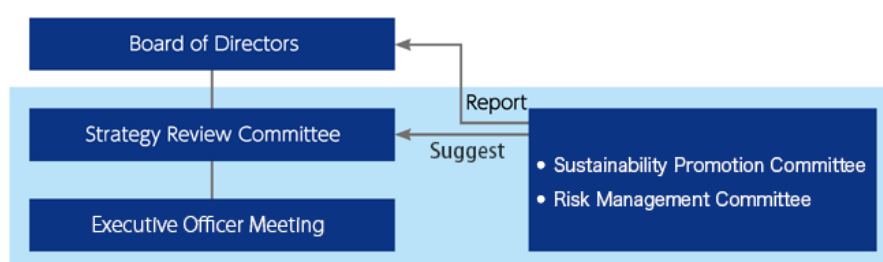 Board of Directors
Report
Strategy Review Committee
Suggest
• Sustainability Promotion Committee
• Risk Management Committee
Executive Officer Meeting